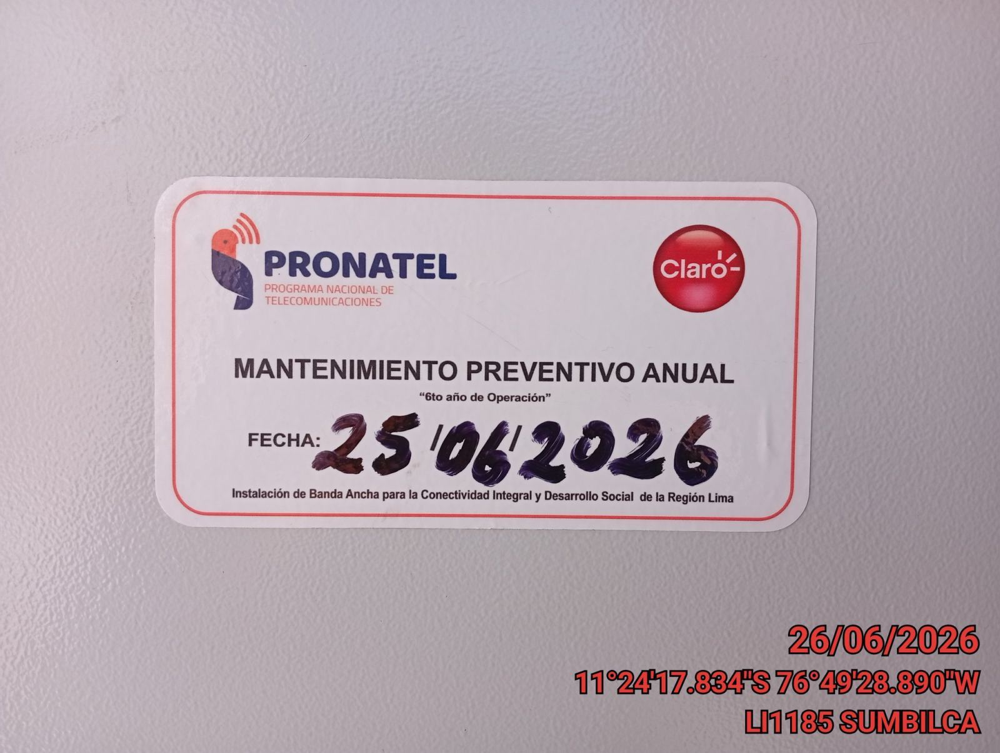 PRONATEL
PROGRAMA NACIONAL DE
TELECOMUNICACIONES
Claro
MANTENIMIENTO PREVENTIVO ANUAL
“6to año de Operación”
FECHA: 25/06/2026
Instalación de Banda Ancha para la Conectividad Integral y Desarrollo Social de la Región Lima
26/06/2026
11°24'17.834"S 76°49'28.890"W
LI1185 SUMBILCA